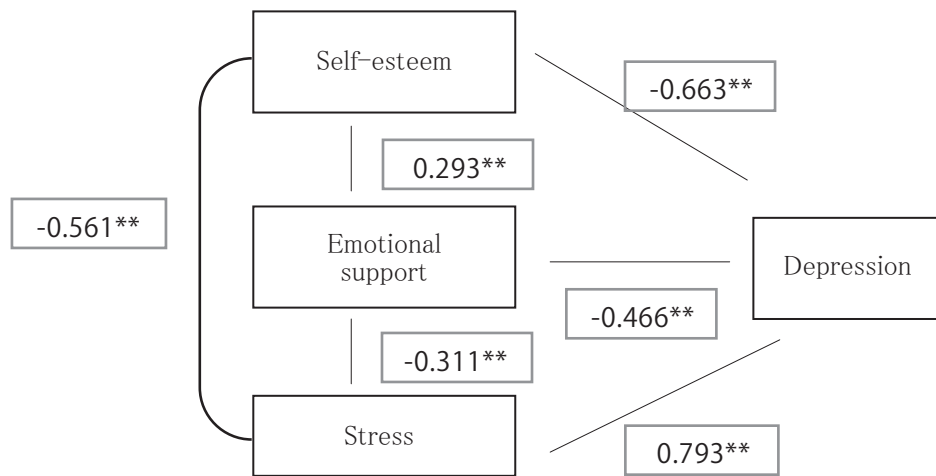 Self-esteem
-0.663**
0.293**
-0.561**
Emotional
support
Depression
-0.466**
-0.311**
Stress
0.793**